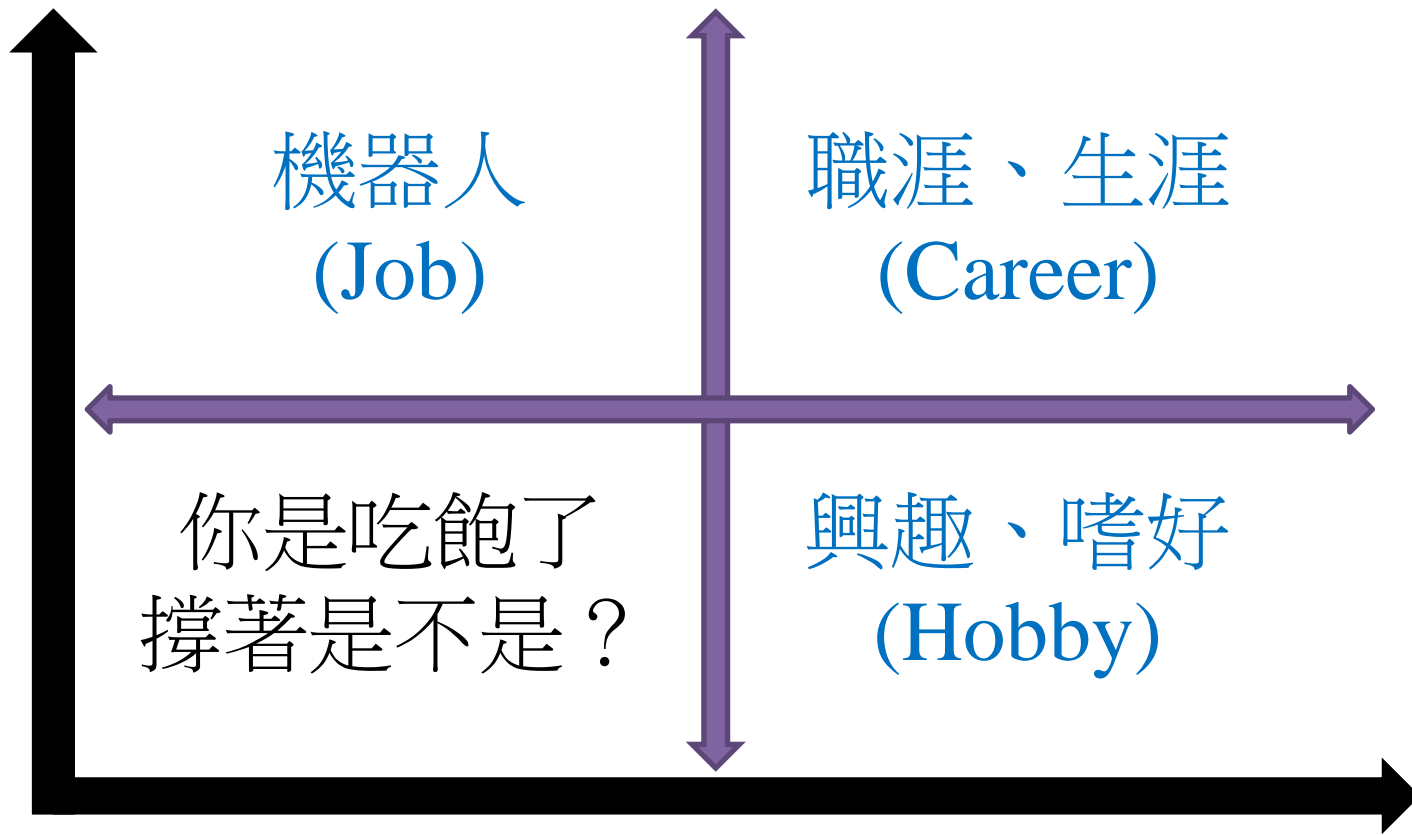 機器人
(Job)
職涯、生涯
(Career)
你是吃飽了
撐著是不是？
興趣、嗜好
(Hobby)